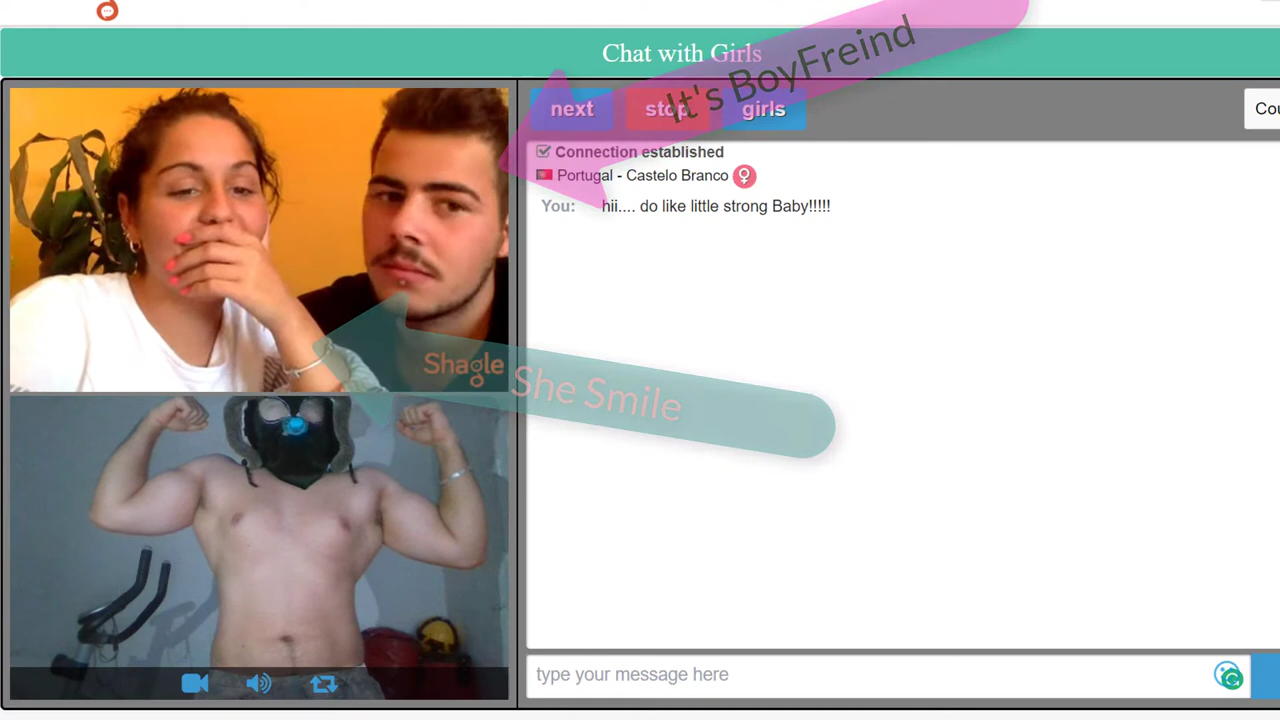 Chat with Girls
It's BoyFreind
next
stop
girls
Cou
Connection established
Portugal - Castelo Branco
You: hii.... do like little strong Baby!!!!!
Shagle
She Smile
type your message here